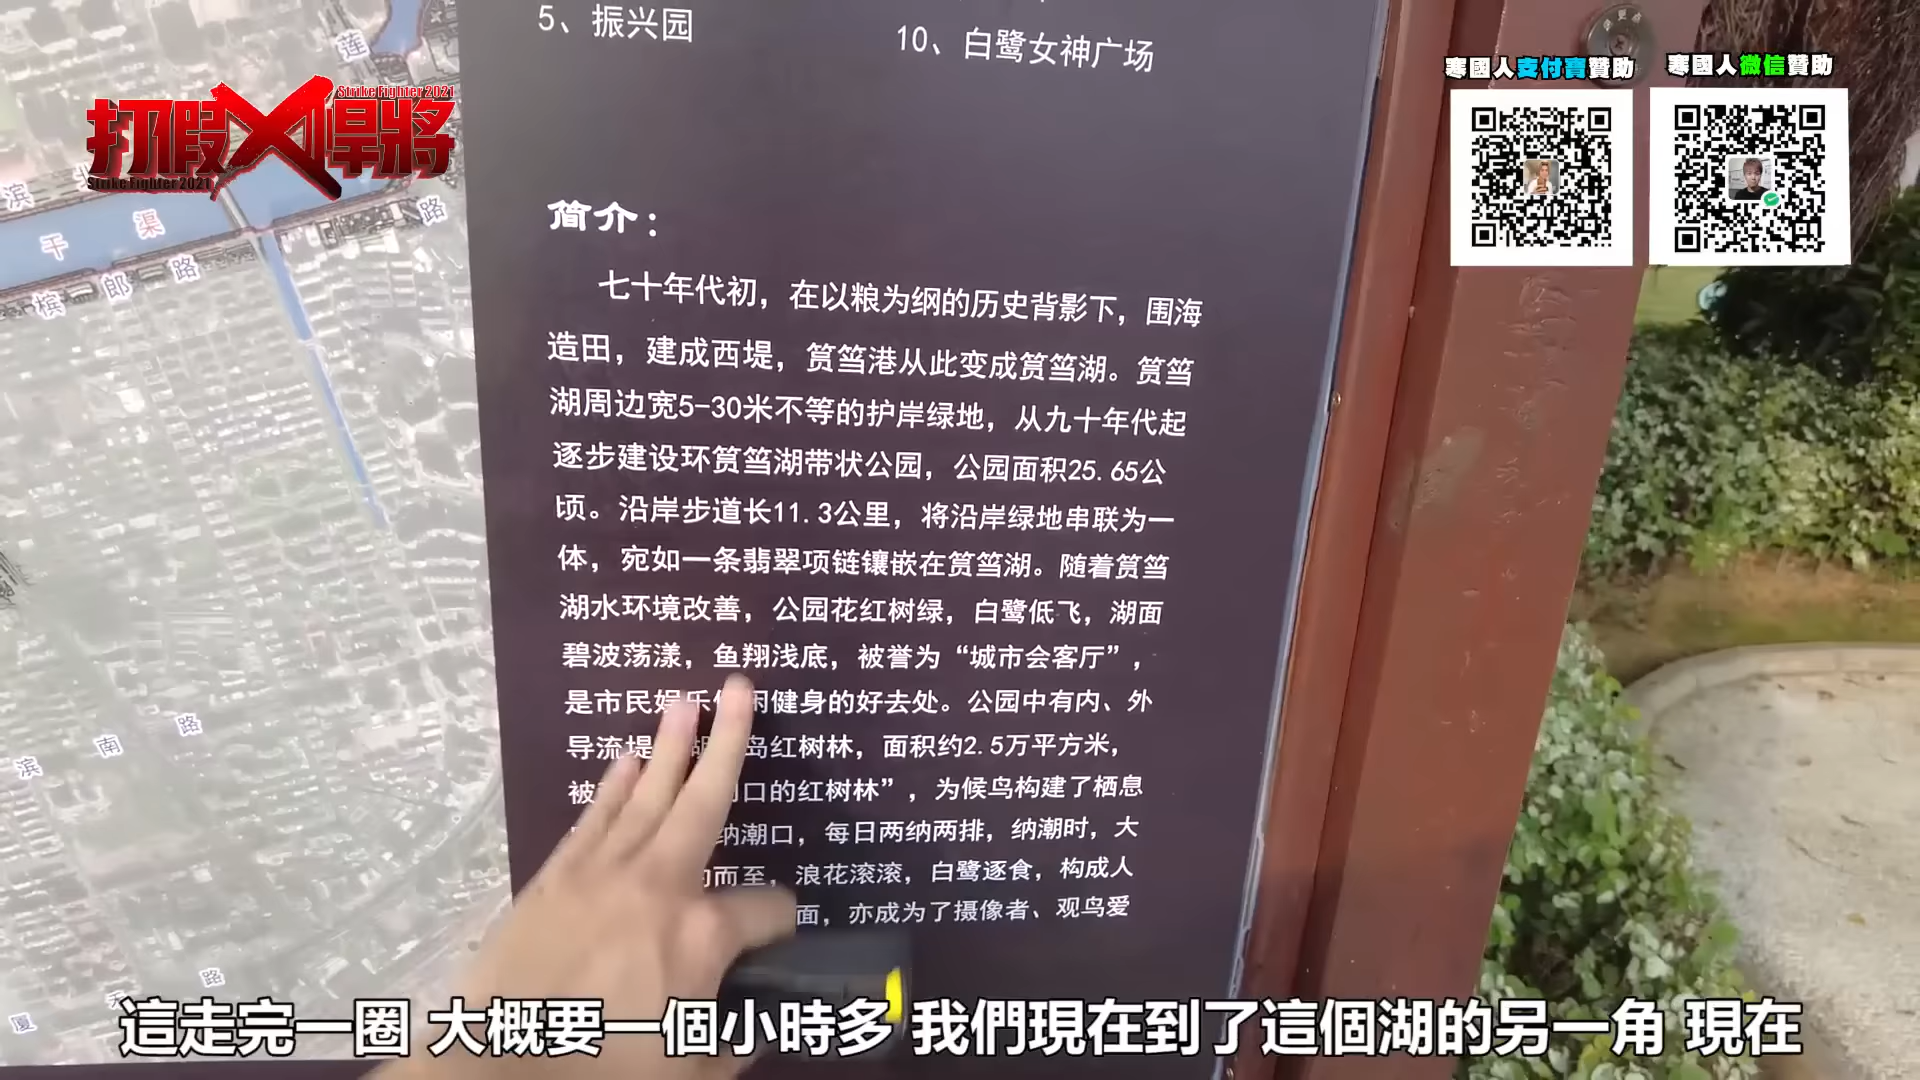 5、振兴园
10、白鹭女神广场
莲
打假X悍將
Strike Fighter 2021
Strike Fighter 2021
寒國人支付寶贊助
寒國人微信贊助
滨
干
渠
路
槟
郎
路
简介：
七十年代初，在以粮为纲的历史背影下，围海
造田，建成西堤，筼筜港从此变成筼筜湖。筼筜
湖周边宽5-30米不等的护岸绿地，从九十年代起
逐步建设环筼筜湖带状公园，公园面积25.65公
顷。沿岸步道长11.3公里，将沿岸绿地串联为一
体，宛如一条翡翠项链镶嵌在筼筜湖。随着筼筜
湖水环境改善，公园花红树绿，白鹭低飞，湖面
碧波荡漾，鱼翔浅底，被誉为“城市会客厅”，
是市民娱乐休闲健身的好去处。公园中有内、外
导流堤 湖 岛红树林，面积约2.5万平方米，
被 口的红树林”，为候鸟构建了栖息
纳潮口，每日两纳两排，纳潮时，大
而至，浪花滚滚，白鹭逐食，构成人
面，亦成为了摄像者、观鸟爱
滨
南
路
厦
天
路
這走完一圈 大概要一個小時多 我們現在到了這個湖的另一角 現在